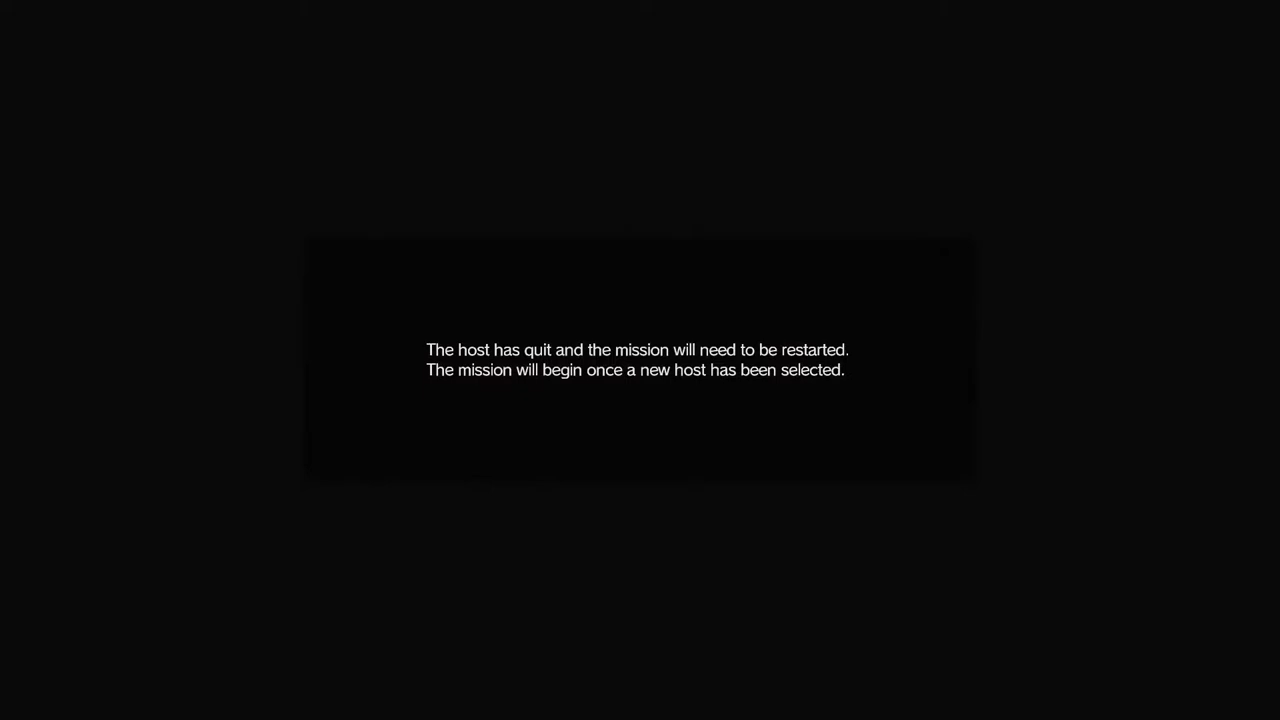 The host has quit and the mission will need to be restarted.
The mission will begin once a new host has been selected.